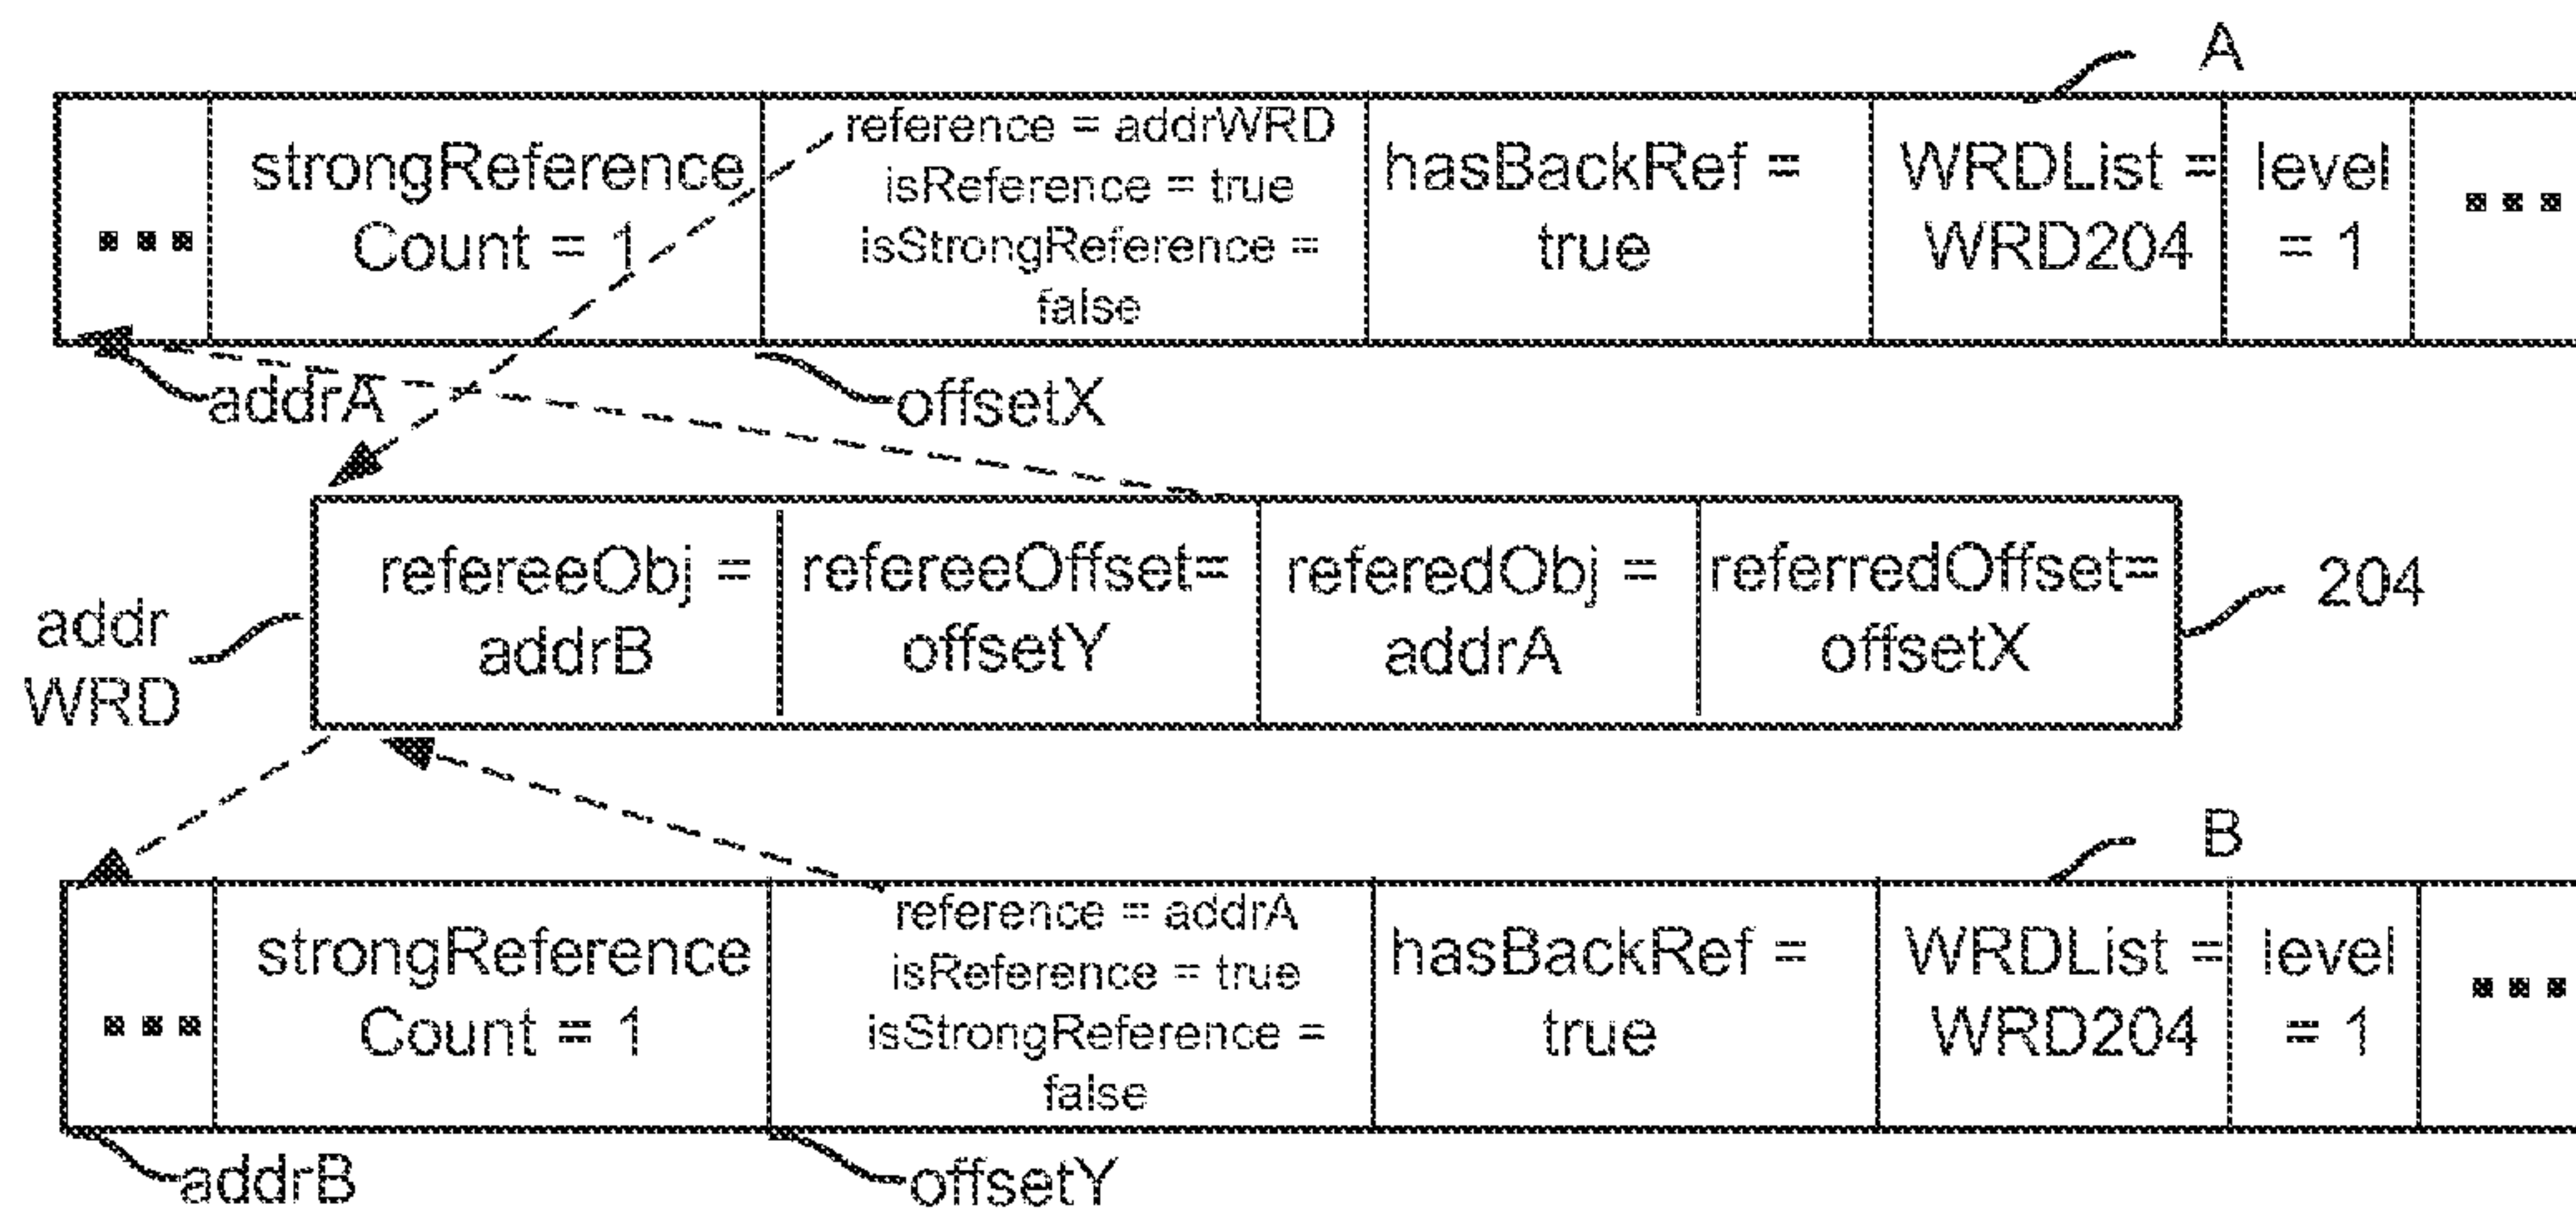 A
strongReference
Count = 1
reference = addrWRD
isReference = true
isStrongReference =
false
hasBackRef =
true
WRDList =
WRD204
level
= 1
...
...
addrA
offsetX
addr
WRD
refereeObj =
addrB
refereeOffset=
offsetY
referedObj =
addrA
referredOffset=
offsetX
204
B
...
strongReference
Count = 1
reference = addrA
isReference = true
isStrongReference =
false
hasBackRef =
true
WRDList =
WRD204
level
= 1
...
addrB
offsetY